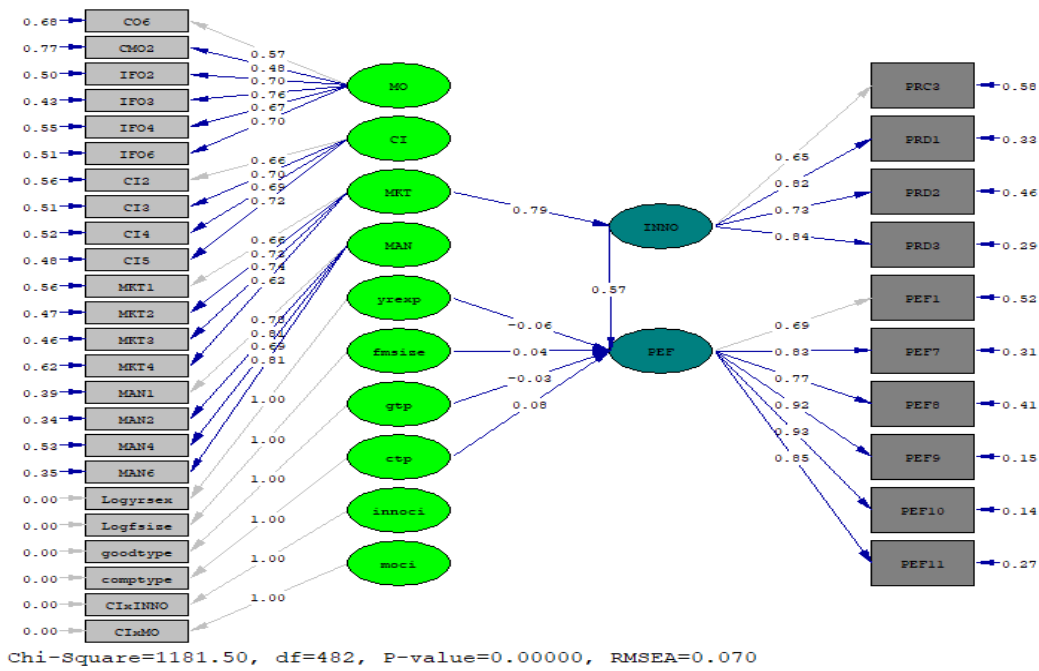 0.68 CO6
0.77 CMO2
0.50 IFO2
0.43 IFO3
0.55 IFO4
0.51 IFO6
0.56 CI2
0.51 CI3
0.52 CI4
0.48 CI5
0.56 MKT1
0.47 MKT2
0.46 MKT3
0.62 MKT4
0.39 MAN1
0.34 MAN2
0.53 MAN4
0.35 MAN6
0.00 Logyrsex
0.00 Logfsize
0.00 goodtype
0.00 comptype
0.00 CIxINNO
0.00 CIxMO
0.57
0.48
0.70
0.76
0.67
0.70
0.66
0.70
0.69
0.72
0.66
0.73
0.74
0.62
0.78
0.81
0.69
0.81
1.00
1.00
1.00
1.00
1.00
1.00
MO
CI
MKT
MAN
yrexp
fmsize
gtp
ctp
innoci
moci
0.79
0.57
-0.06
0.04
-0.03
0.08
INNO
PEF
0.65
0.82
0.73
0.84
0.69
0.83
0.77
0.92
0.93
0.85
PRC3 0.58
PRD1 0.33
PRD2 0.46
PRD3 0.29
PEF1 0.52
PEF7 0.31
PEF8 0.41
PEF9 0.15
PEF10 0.14
PEF11 0.27
Chi-Square=1181.50, df=482, P-value=0.00000, RMSEA=0.070